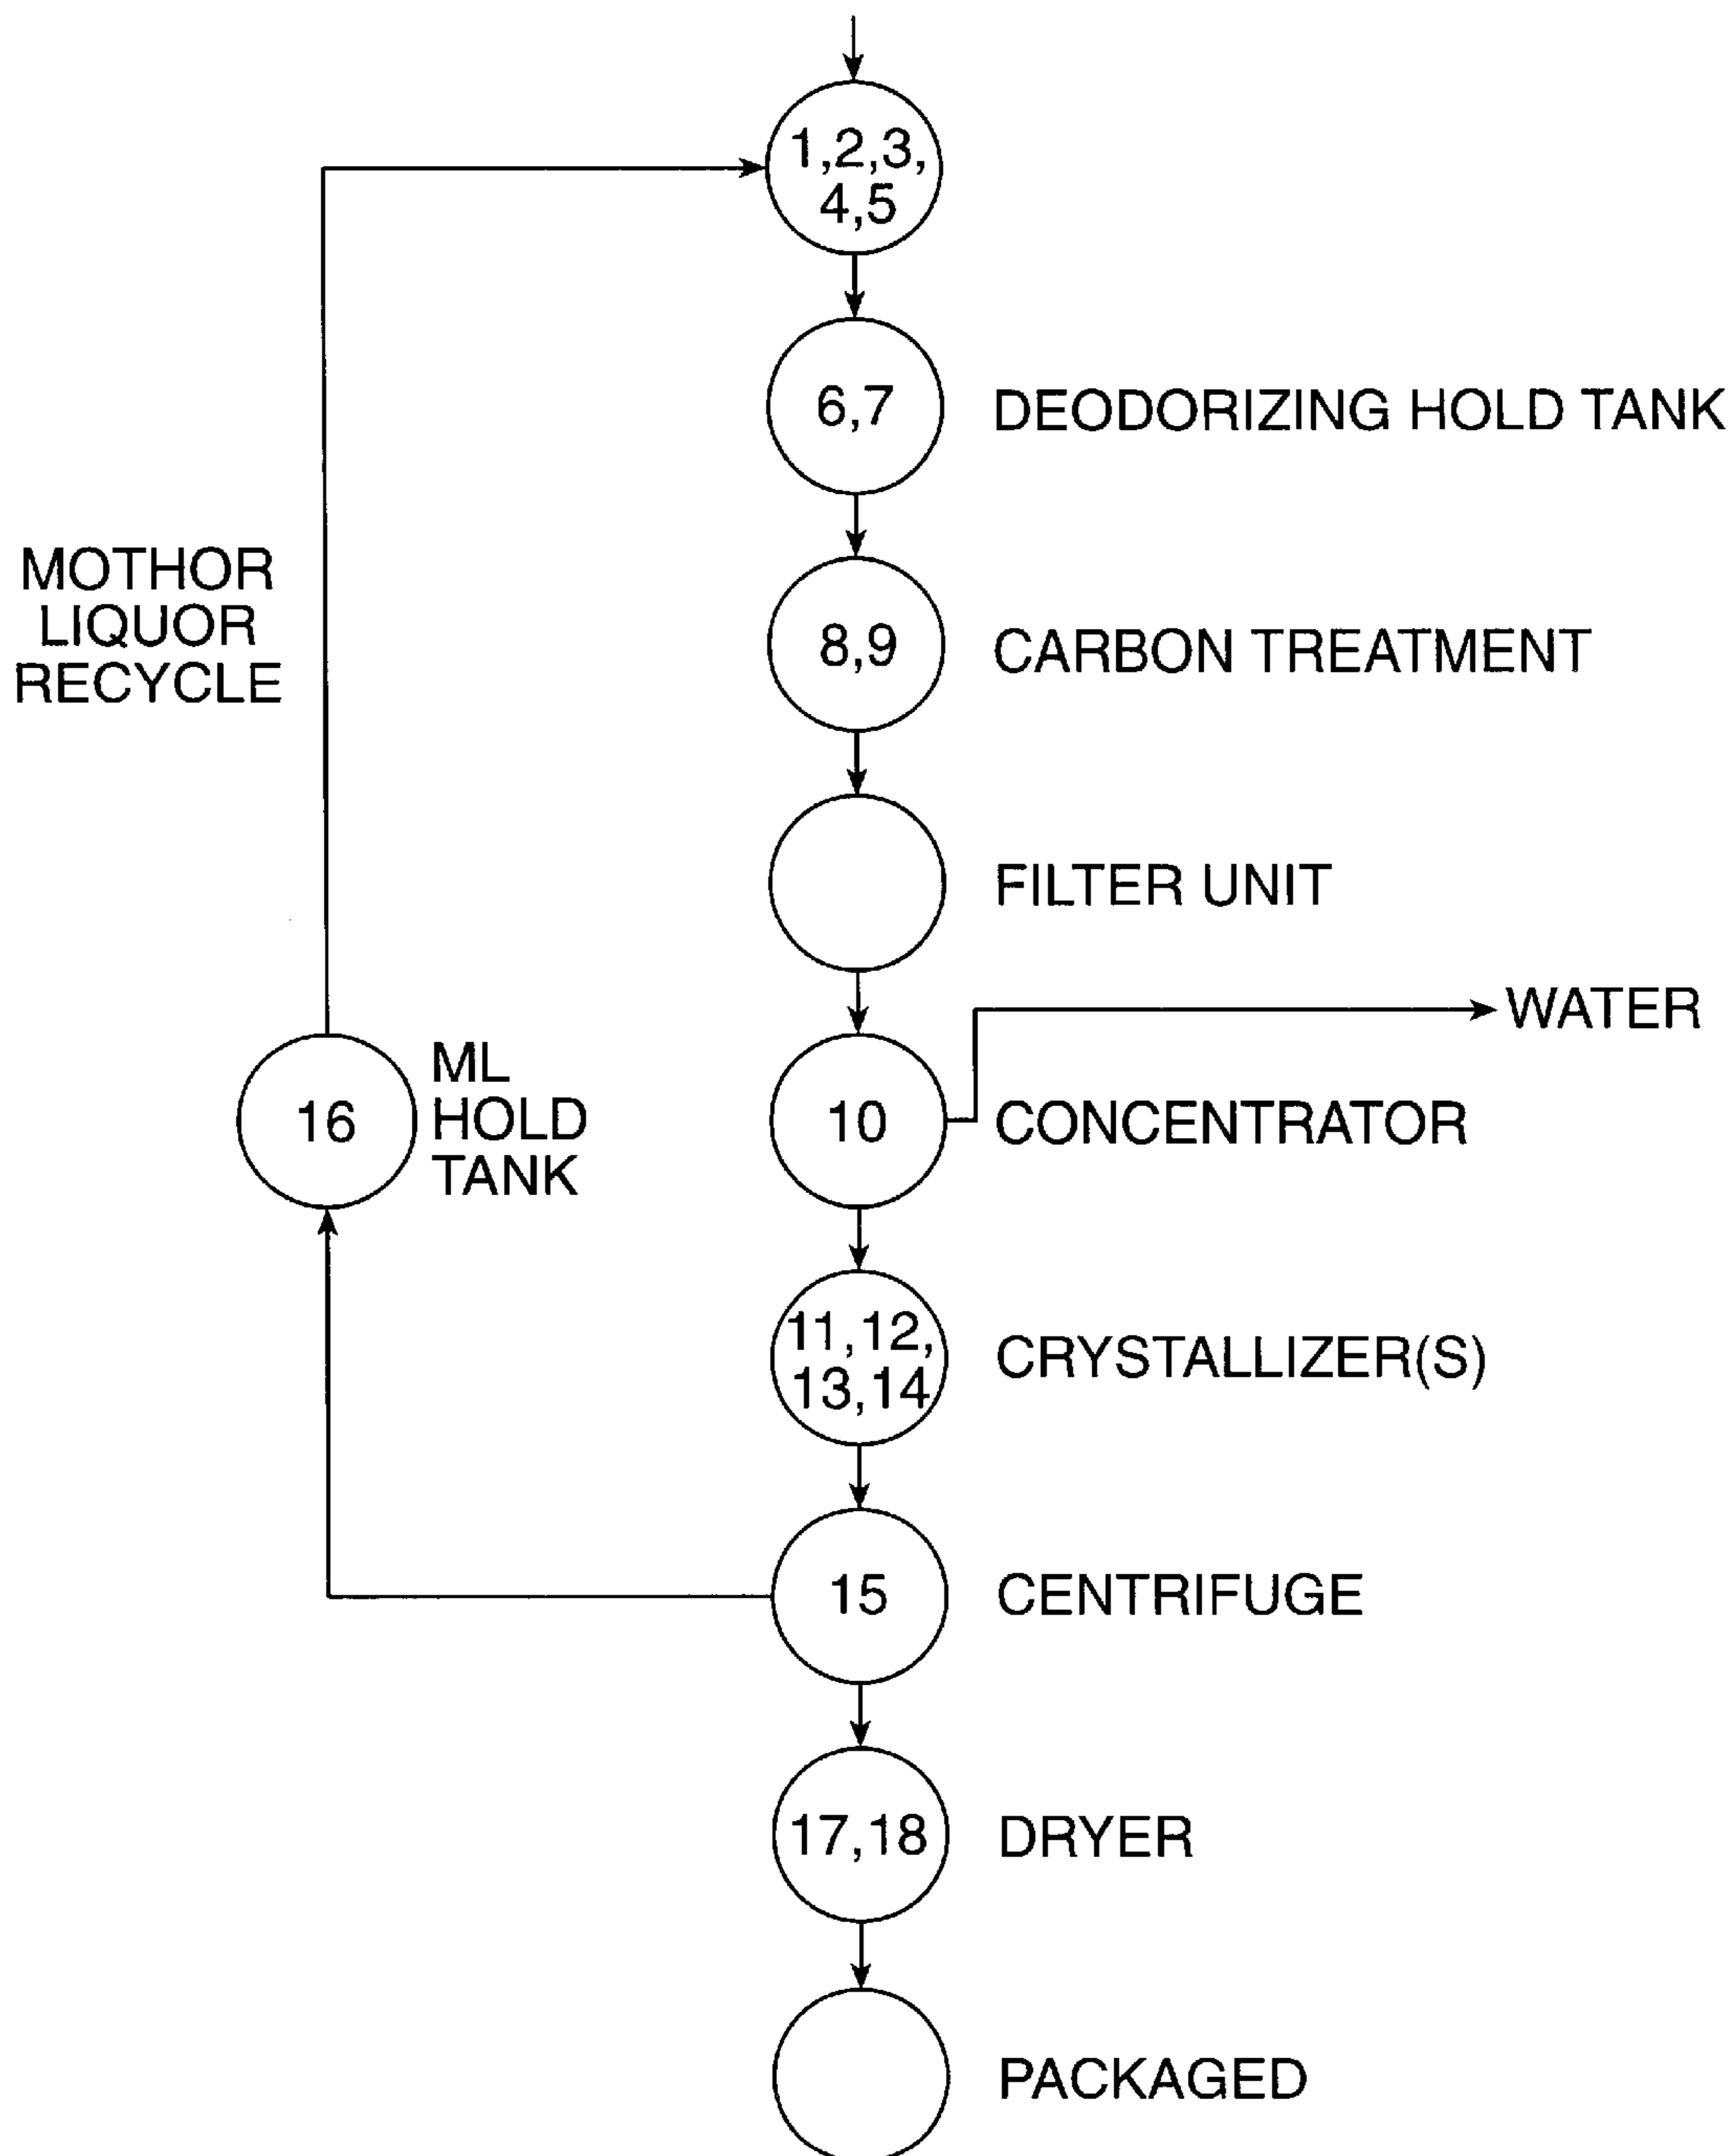 1,2,3,
4,5
6,7
DEODORIZING HOLD TANK
MOTHOR
LIQUOR
RECYCLE
8,9
CARBON TREATMENT
FILTER UNIT
WATER
16
ML
HOLD
TANK
10
CONCENTRATOR
11,12,
13,14
CRYSTALLIZER(S)
15
CENTRIFUGE
17,18
DRYER
PACKAGED